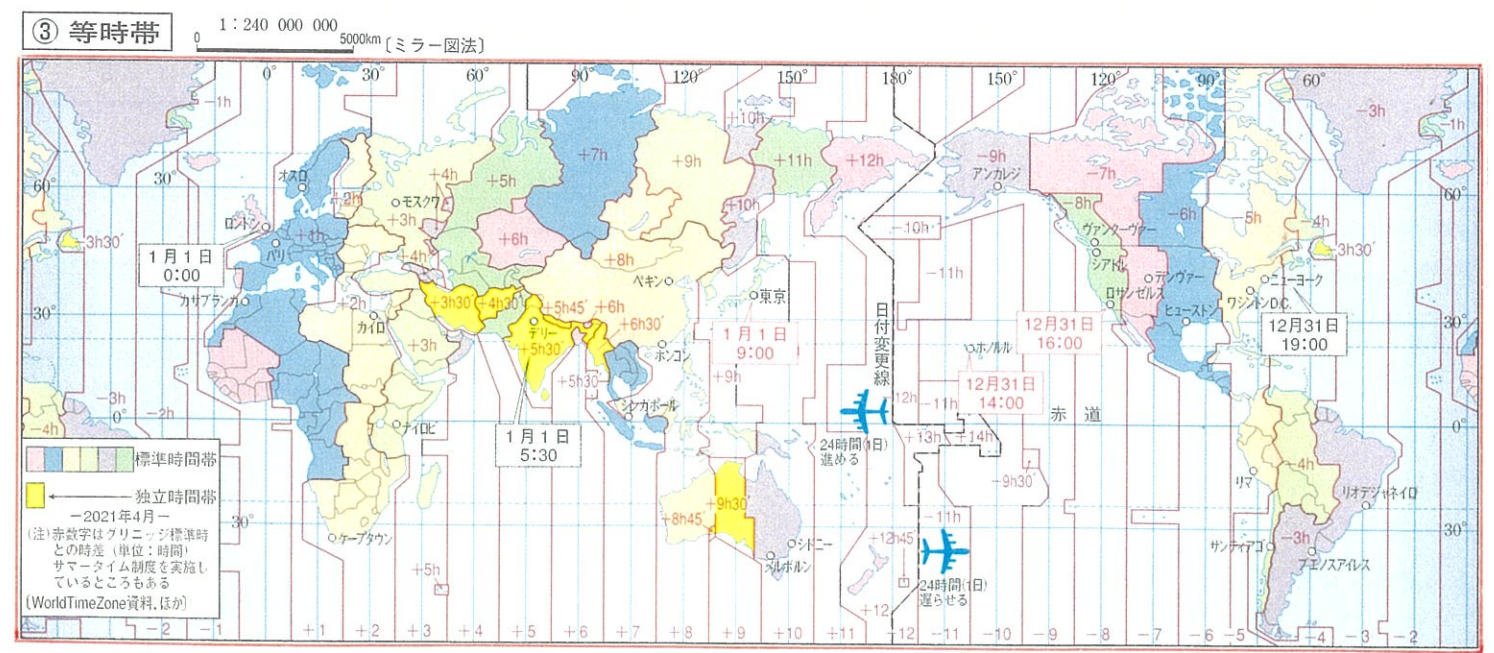 ③ 等時帯
1：240 000 000
0 5000km
〔ミラー図法〕
0° 30° 60° 90° 120° 150° 180° 150° 120° 90° 60°
-1h
+10h
-3h
-1h
+7h
+9h
+11h
+12h
-9h
アンカレジ
-7h
オスロ
+4h
+5h
60°
30°
60°
+2h
モスクワ
+3h
+10h
-8h
-6h
-5h
-4h
ロンドン
+1h
パリ
+6h
-10h
ヴァンクーヴァー
-3h30′
-3h30′
1月1日
0:00
+4h
+8h
-11h
シアトル
デンヴァー
ニューヨーク
ペキン
東京
カサブランカ
+2h
+3h30′
+4h30′
+5h45′
+6h
ロサンゼルス
ワシントンD.C.
30°
カイロ
デリー
+6h30′
日付変更線
ヒューストン
30°
+3h
+5h30′
ホンコン
1月1日
9:00
12月31日
16:00
ホノルル
12月31日
19:00
+5h30′
+9h
12月31日
14:00
-3h
-2h
0°
シンガポール
+12h
-11h
赤道
0°
-4h
ナイロビ
1月1日
5:30
24時間(1日)
進める
+13h
+14h
-4h
標準時間帯
-9h30′
リマ
独立時間帯
+9h30′
リオデジャネイロ
－2021年4月－
+8h45′
-11h
30°
30°
(注)赤数字はグリニッジ標準時
との時差（単位：時間）
サマータイム制度を実施し
ているところもある
〔WorldTimeZone資料，ほか〕
ケープタウン
シドニー
メルボルン
+12h45′
サンティアゴ
-3h
ブエノスアイレス
+5h
24時間(1日)
遅らせる
+12
-2 -1 +1 +2 +3 +4 +5 +6 +7 +8 +9 +10 +11 -12 -11 -10 -9 -8 -7 -6 -5 -4 -3 -2